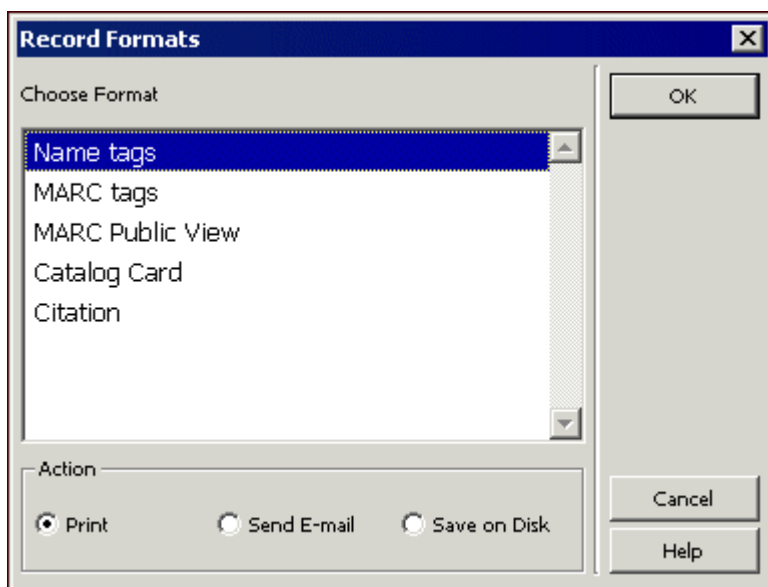 Record Formats
Choose Format
OK
Name tags
MARC tags
MARC Public View
Catalog Card
Citation
Action
Print Send E-mail Save on Disk
Cancel
Help